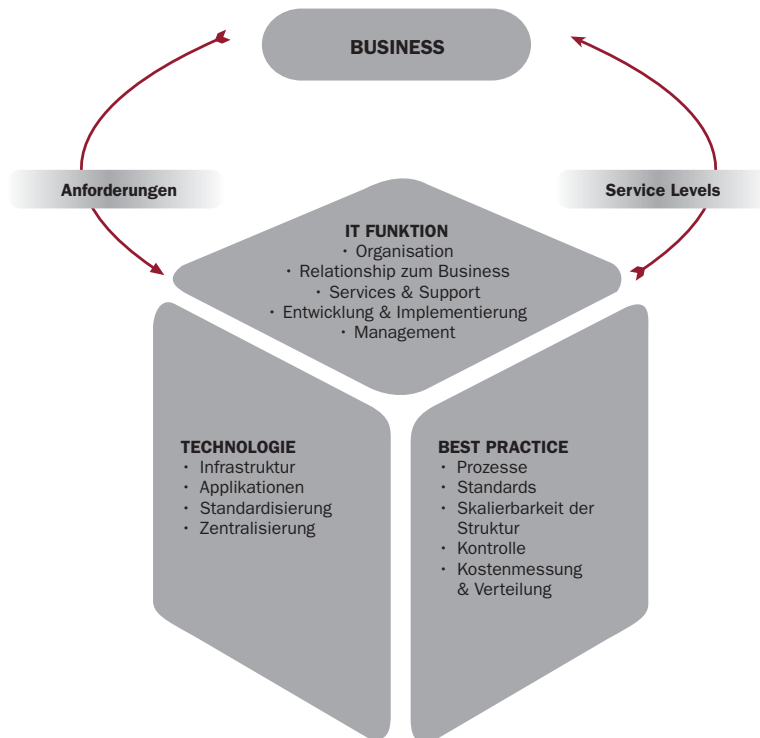 BUSINESS
Anforderungen
Service Levels
IT FUNKTION
· Organisation
· Relationship zum Business
· Services & Support
· Entwicklung & Implementierung
· Management
TECHNOLOGIE
· Infrastruktur
· Applikationen
· Standardisierung
· Zentralisierung
BEST PRACTICE
· Prozesse
· Standards
· Skalierbarkeit der
Struktur
· Kontrolle
· Kostenmessung
& Verteilung